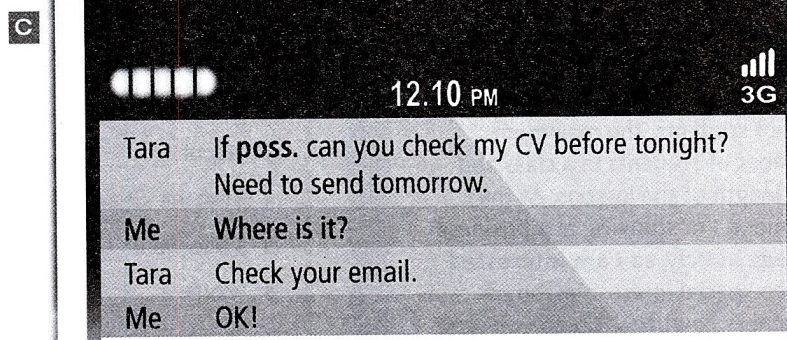 C
12.10 PM
3G
Tara If poss. can you check my CV before tonight?
Need to send tomorrow.
Me Where is it?
Tara Check your email.
Me OK!